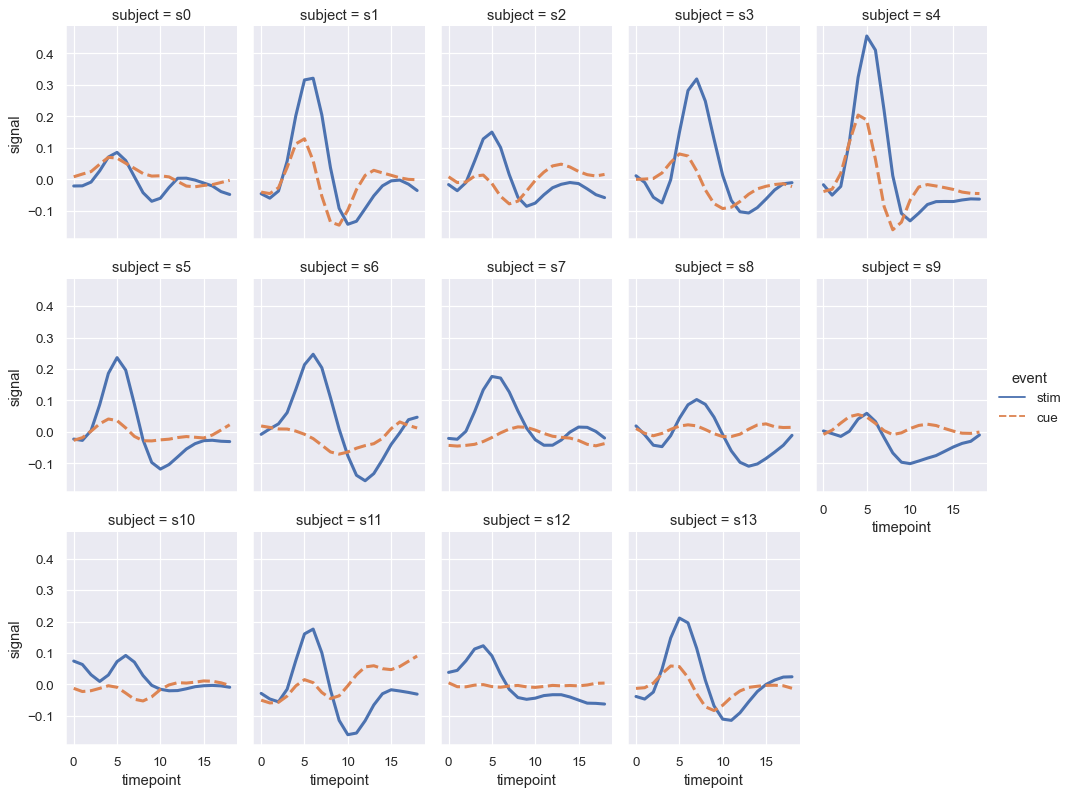 subject = s0 subject = s1 subject = s2 subject = s3 subject = s4
0.4
0.3
0.2
0.1
0.0
−0.1
signal
subject = s5 subject = s6 subject = s7 subject = s8 subject = s9
0.4
0.3
0.2
0.1
0.0
−0.1
signal
0 5 10 15
timepoint
event
stim
cue
subject = s10 subject = s11 subject = s12 subject = s13
0.4
0.3
0.2
0.1
0.0
−0.1
signal
0 5 10 15 0 5 10 15 0 5 10 15 0 5 10 15
timepoint timepoint timepoint timepoint